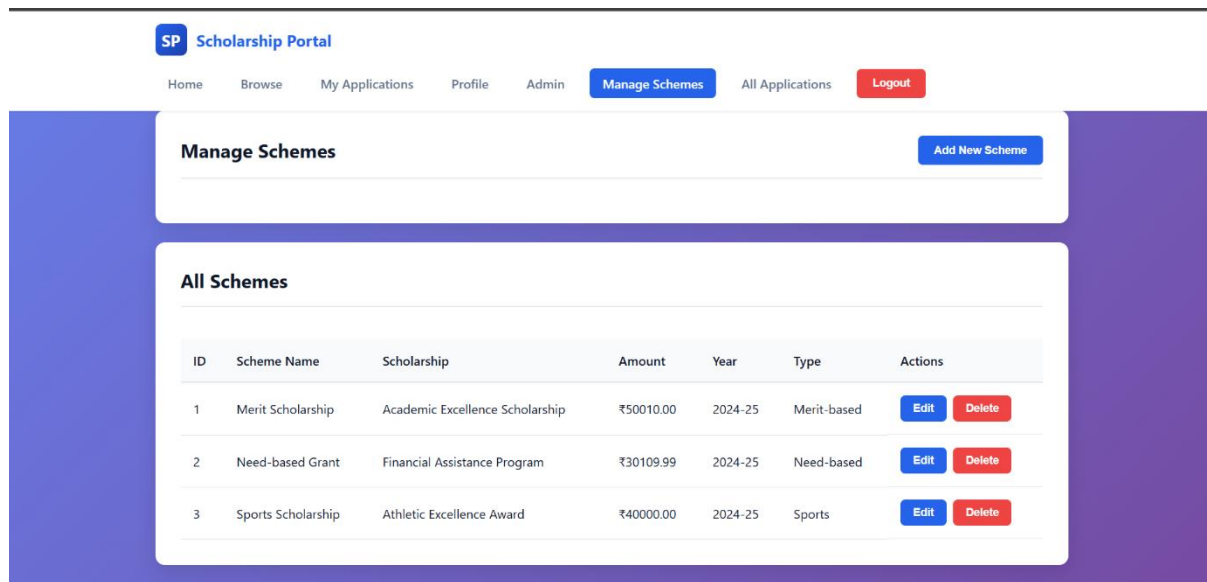 SP Scholarship Portal
Home Browse My Applications Profile Admin Manage Schemes All Applications Logout
Manage Schemes Add New Scheme
All Schemes
ID Scheme Name Scholarship Amount Year Type Actions
1 Merit Scholarship Academic Excellence Scholarship ₹50010.00 2024-25 Merit-based Edit Delete
2 Need-based Grant Financial Assistance Program ₹30109.99 2024-25 Need-based Edit Delete
3 Sports Scholarship Athletic Excellence Award ₹40000.00 2024-25 Sports Edit Delete